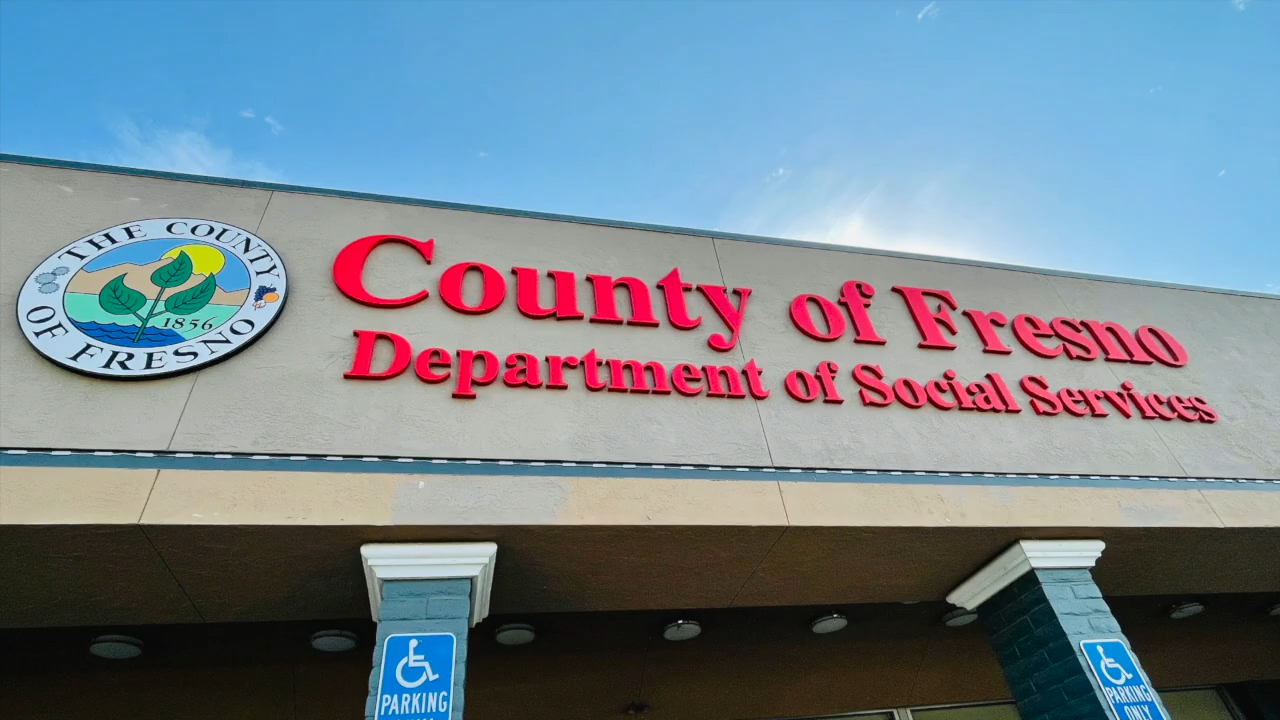 THE COUNTY
OF FRESNO
1856
County of Fresno
Department of Social Services
PARKING
PARKING
ONLY